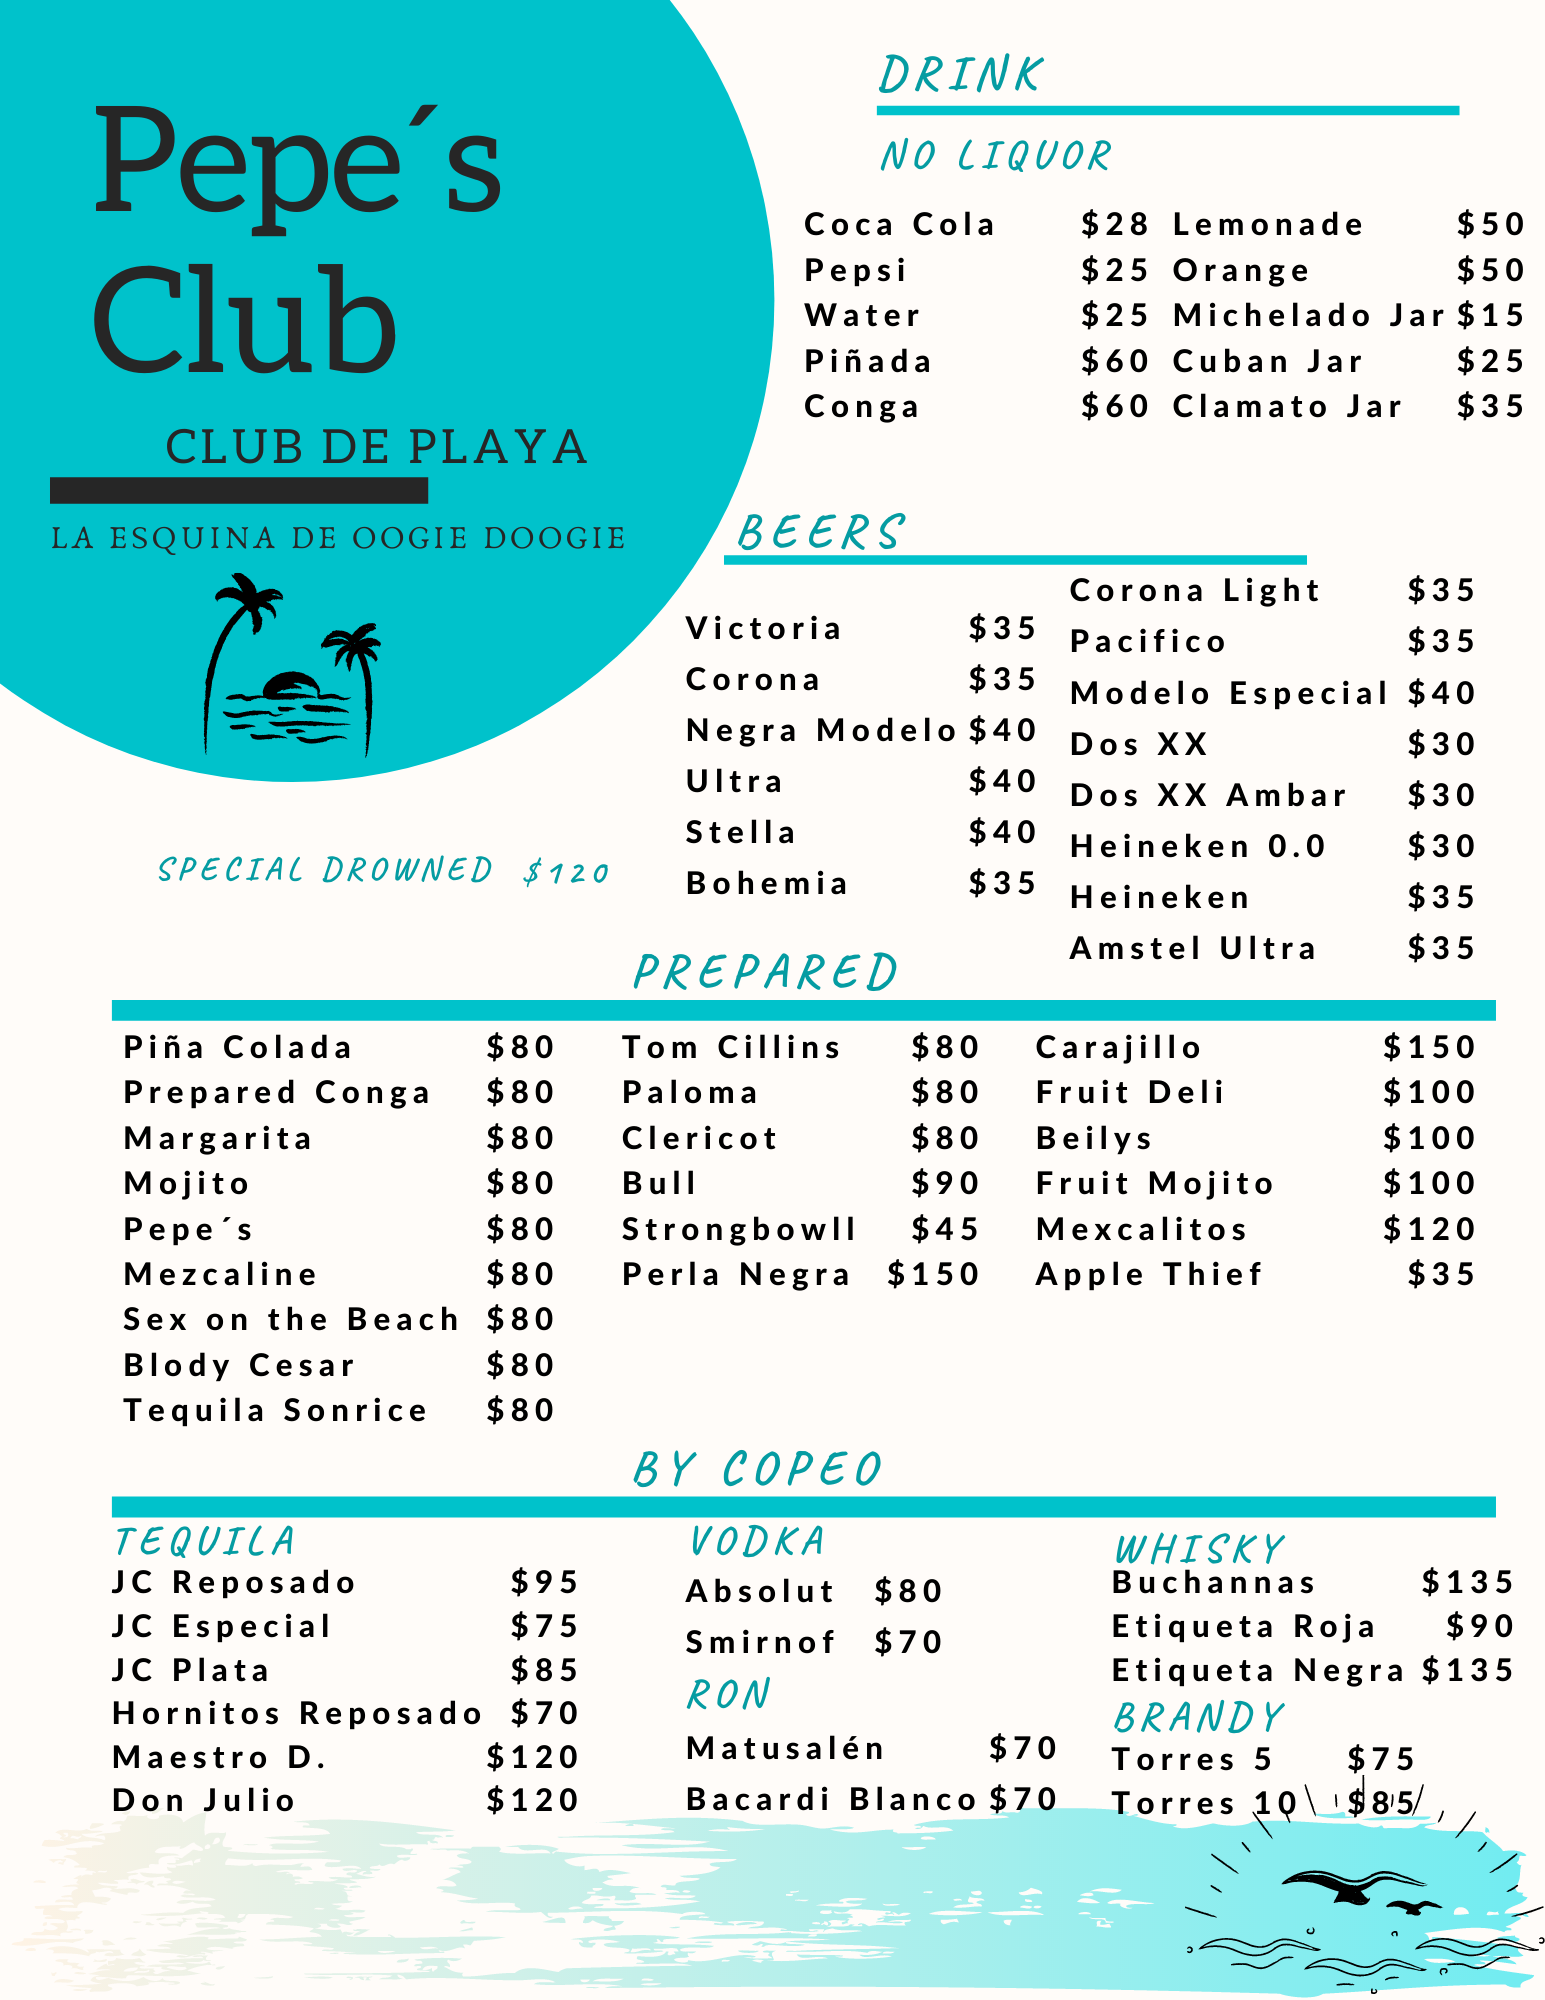 Pepe´s
Club
CLUB DE PLAYA
LA ESQUINA DE OOGIE DOOGIE
SPECIAL DROWNED $120
DRINK
NO LIQUOR
Coca Cola $28
Pepsi $25
Water $25
Piñada $60
Conga $60
Lemonade $50
Orange $50
Michelado Jar $15
Cuban Jar $25
Clamato Jar $35
BEERS
Victoria $35
Corona $35
Negra Modelo $40
Ultra $40
Stella $40
Bohemia $35
Corona Light $35
Pacifico $35
Modelo Especial $40
Dos XX $30
Dos XX Ambar $30
Heineken 0.0 $30
Heineken $35
Amstel Ultra $35
PREPARED
Piña Colada $80
Prepared Conga $80
Margarita $80
Mojito $80
Pepe´s $80
Mezcaline $80
Sex on the Beach $80
Blody Cesar $80
Tequila Sonrice $80
Tom Cillins $80
Paloma $80
Clericot $80
Bull $90
Strongbowll $45
Perla Negra $150
Carajillo $150
Fruit Deli $100
Beilys $100
Fruit Mojito $100
Mexcalitos $120
Apple Thief $35
BY COPEO
TEQUILA
JC Reposado $95
JC Especial $75
JC Plata $85
Hornitos Reposado $70
Maestro D. $120
Don Julio $120
VODKA
Absolut $80
Smirnof $70
RON
Matusalén $70
Bacardi Blanco $70
WHISKY
Buchannas $135
Etiqueta Roja $90
Etiqueta Negra $135
BRANDY
Torres 5 $75
Torres 10 $85